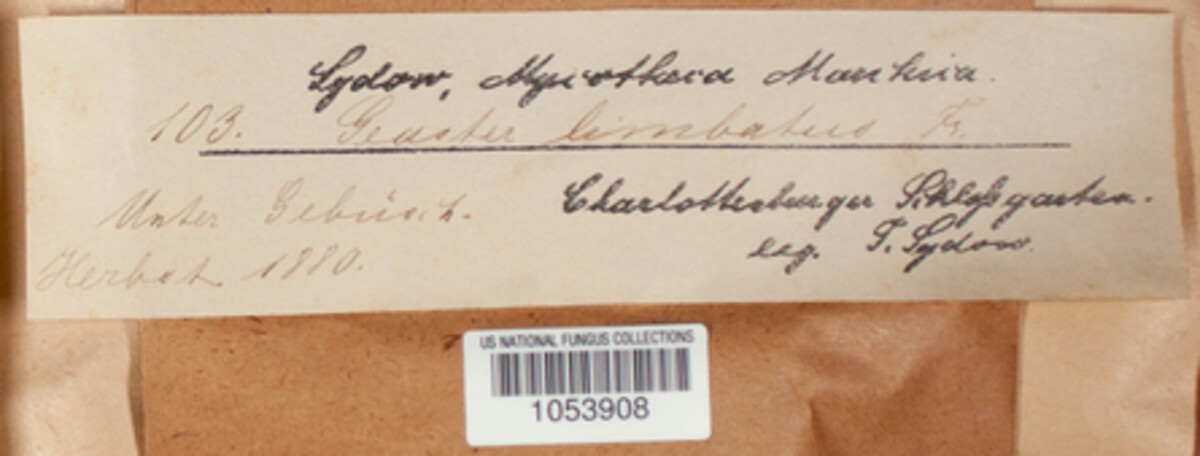 Sydow, Mycotheca Marchica.
103. Geaster limbatus Fr.
Unter Gebüsch.
Charlottenburger Schloßgarten.
Herbst 1880.
leg. P. Sydow.
US NATIONAL FUNGUS COLLECTIONS
1053908